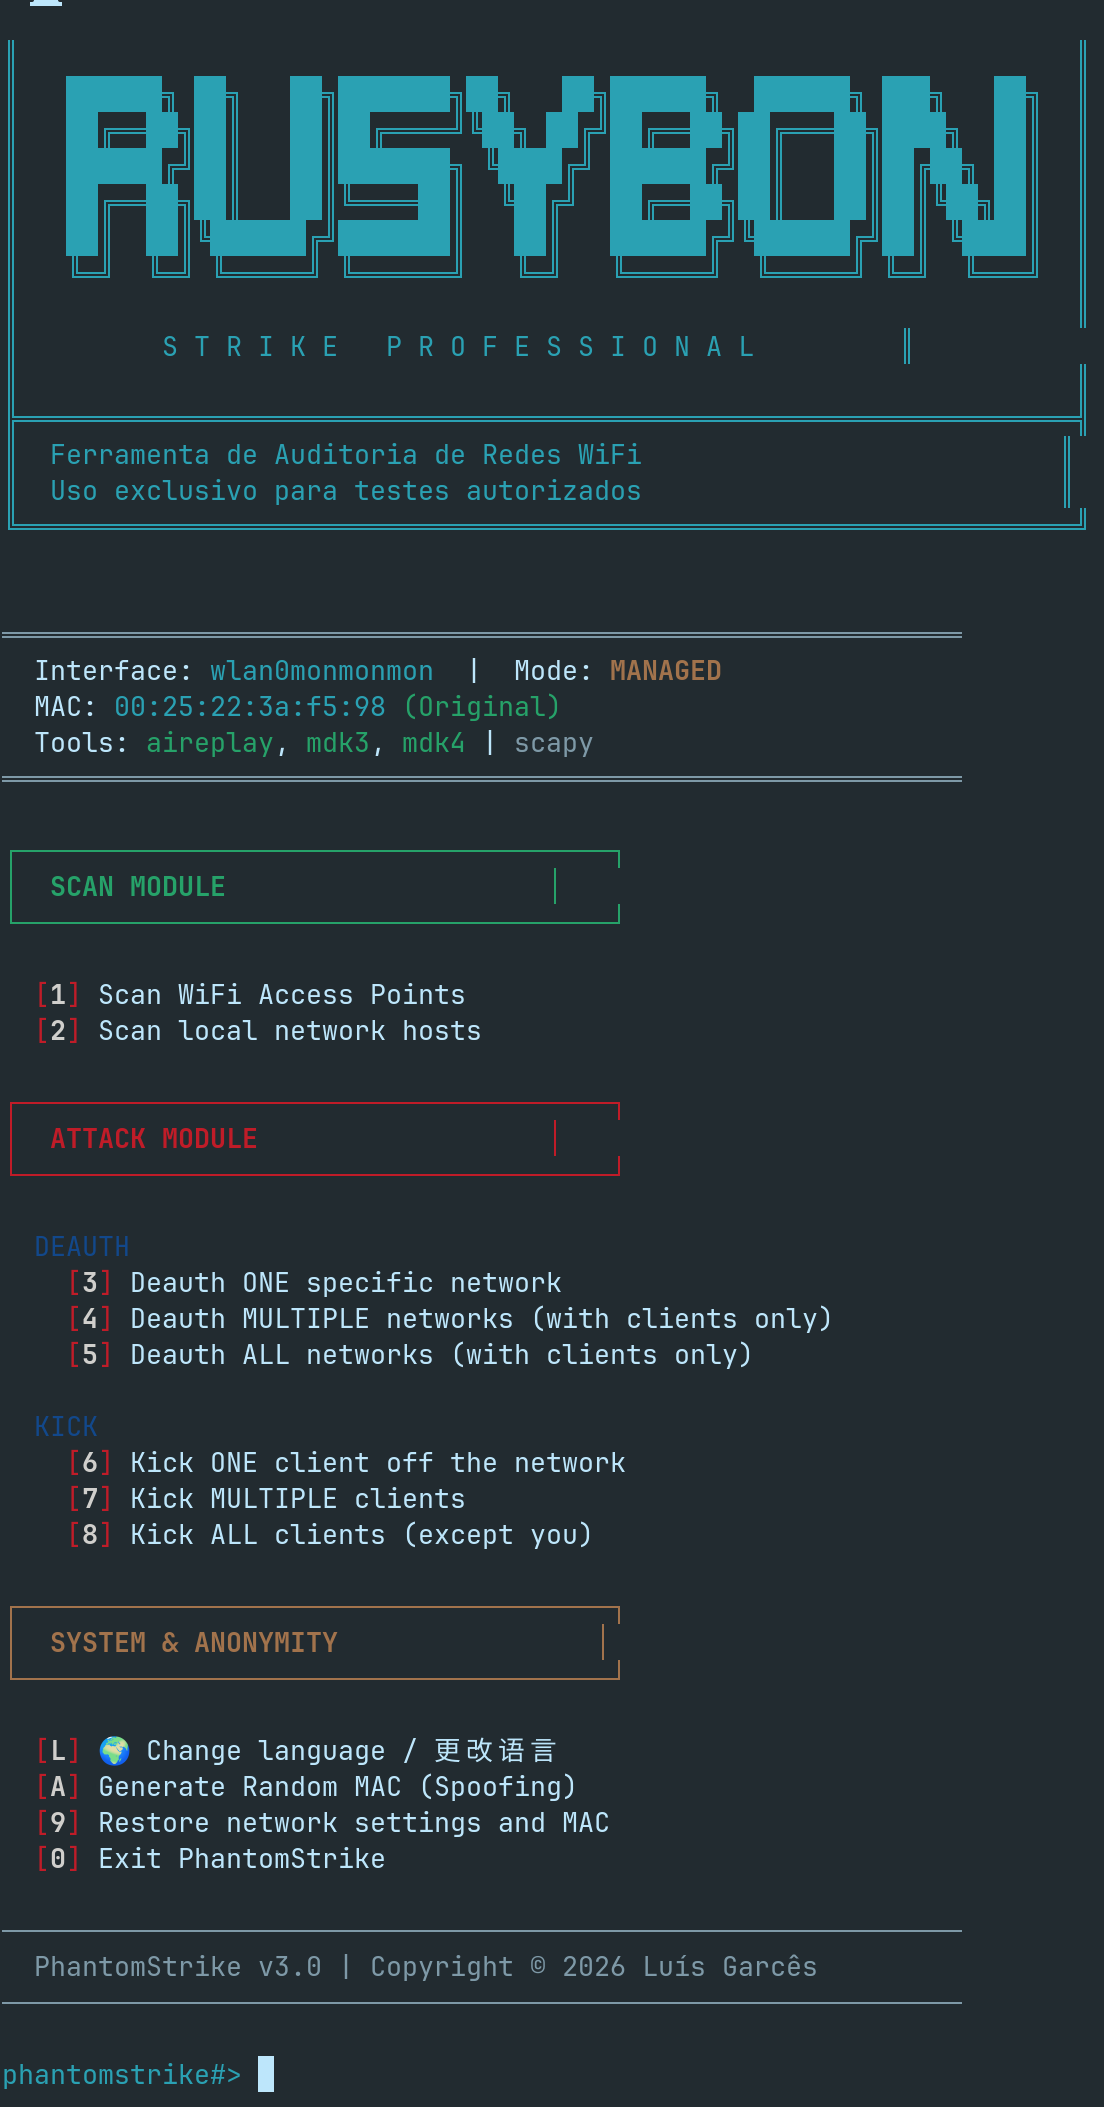 RUSYBON
STRIKE PROFESSIONAL
Ferramenta de Auditoria de Redes WiFi
Uso exclusivo para testes autorizados
Interface: wlan0monmonmon | Mode: MANAGED
MAC: 00:25:22:3a:f5:98 (Original)
Tools: aireplay, mdk3, mdk4 | scapy
SCAN MODULE
[1] Scan WiFi Access Points
[2] Scan local network hosts
ATTACK MODULE
DEAUTH
[3] Deauth ONE specific network
[4] Deauth MULTIPLE networks (with clients only)
[5] Deauth ALL networks (with clients only)
KICK
[6] Kick ONE client off the network
[7] Kick MULTIPLE clients
[8] Kick ALL clients (except you)
SYSTEM & ANONYMITY
[L] 🌍 Change language / 更改语言
[A] Generate Random MAC (Spoofing)
[9] Restore network settings and MAC
[0] Exit PhantomStrike
PhantomStrike v3.0 | Copyright © 2026 Luís Garcês
phantomstrike#>